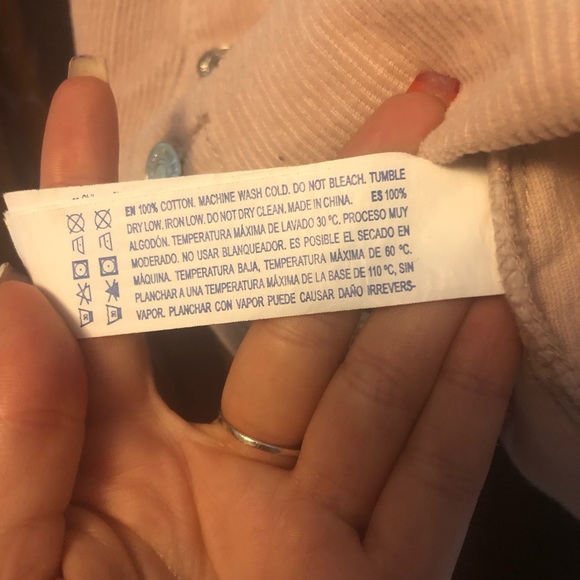 EN 100% COTTON. MACHINE WASH COLD. DO NOT BLEACH. TUMBLE
DRY LOW. IRON LOW. DO NOT DRY CLEAN, MADE IN CHINA. ES 100%
ALGODÓN. TEMPERATURA MÁXIMA DE LAVADO 30 ºC. PROCESO MUY
MODERADO. NO USAR BLANQUEADOR. ES POSIBLE EL SECADO EN
MÁQUINA. TEMPERATURA BAJA, TEMPERATURA MÁXIMA DE 60 ºC.
PLANCHAR A UNA TEMPERATURA MÁXIMA DE LA BASE DE 110 ºC, SIN
VAPOR. PLANCHAR CON VAPOR PUEDE CAUSAR DAÑO IRREVERS-